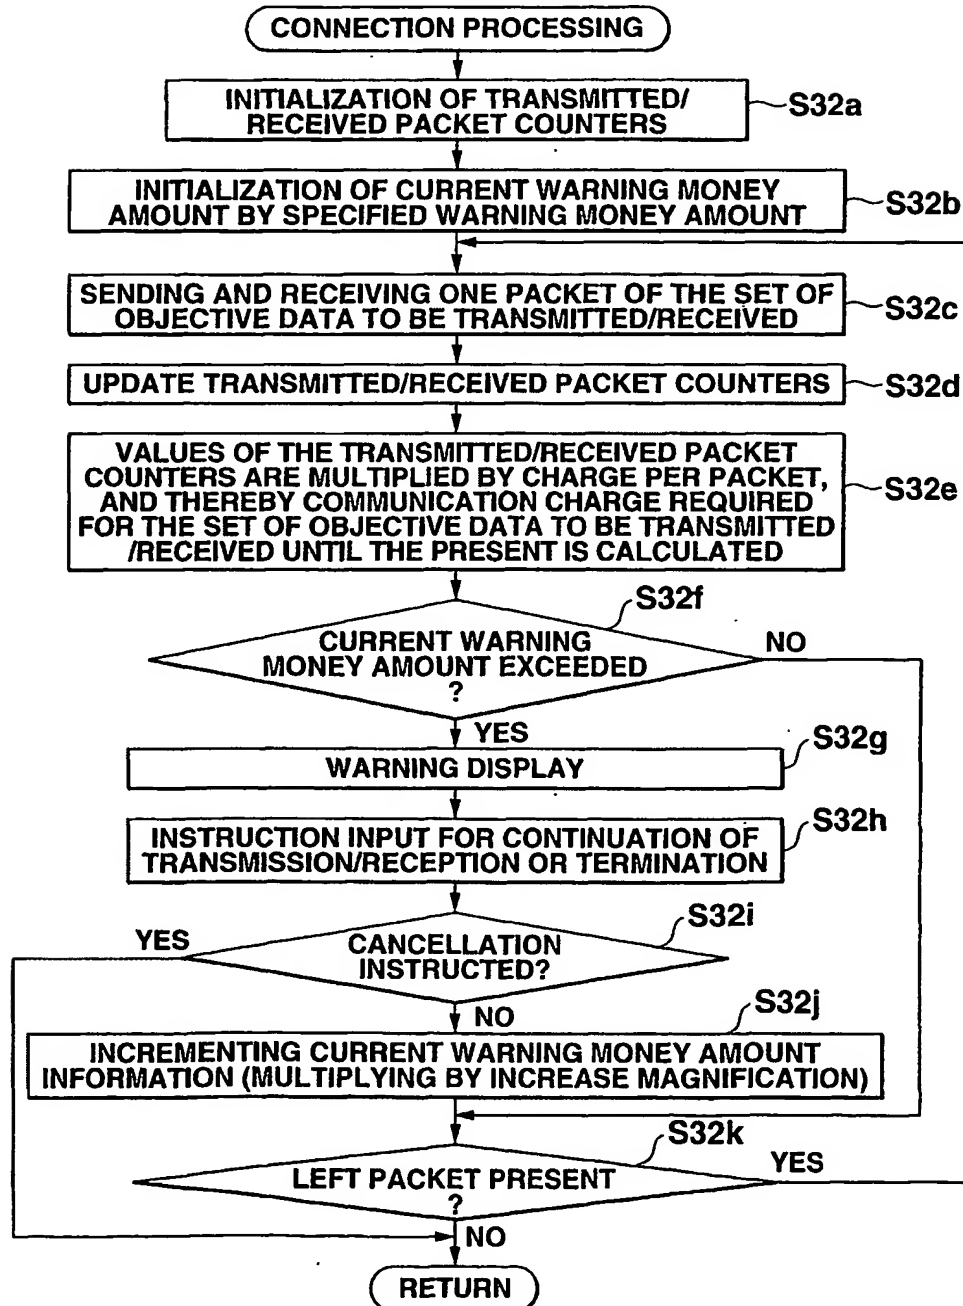 CONNECTION PROCESSING
INITIALIZATION OF TRANSMITTED/
RECEIVED PACKET COUNTERS
S32a
INITIALIZATION OF CURRENT WARNING MONEY
AMOUNT BY SPECIFIED WARNING MONEY AMOUNT
S32b
SENDING AND RECEIVING ONE PACKET OF THE SET OF
OBJECTIVE DATA TO BE TRANSMITTED/RECEIVED
S32c
UPDATE TRANSMITTED/RECEIVED PACKET COUNTERS
S32d
VALUES OF THE TRANSMITTED/RECEIVED PACKET
COUNTERS ARE MULTIPLIED BY CHARGE PER PACKET,
AND THEREBY COMMUNICATION CHARGE REQUIRED
FOR THE SET OF OBJECTIVE DATA TO BE TRANSMITTED
/RECEIVED UNTIL THE PRESENT IS CALCULATED
S32e
S32f
CURRENT WARNING
MONEY AMOUNT EXCEEDED
?
NO
YES
S32g
WARNING DISPLAY
S32h
INSTRUCTION INPUT FOR CONTINUATION OF
TRANSMISSION/RECEPTION OR TERMINATION
S32i
YES
CANCELLATION
INSTRUCTED?
NO
S32j
INCREMENTING CURRENT WARNING MONEY AMOUNT
INFORMATION (MULTIPLYING BY INCREASE MAGNIFICATION)
S32k
LEFT PACKET PRESENT
?
YES
NO
RETURN